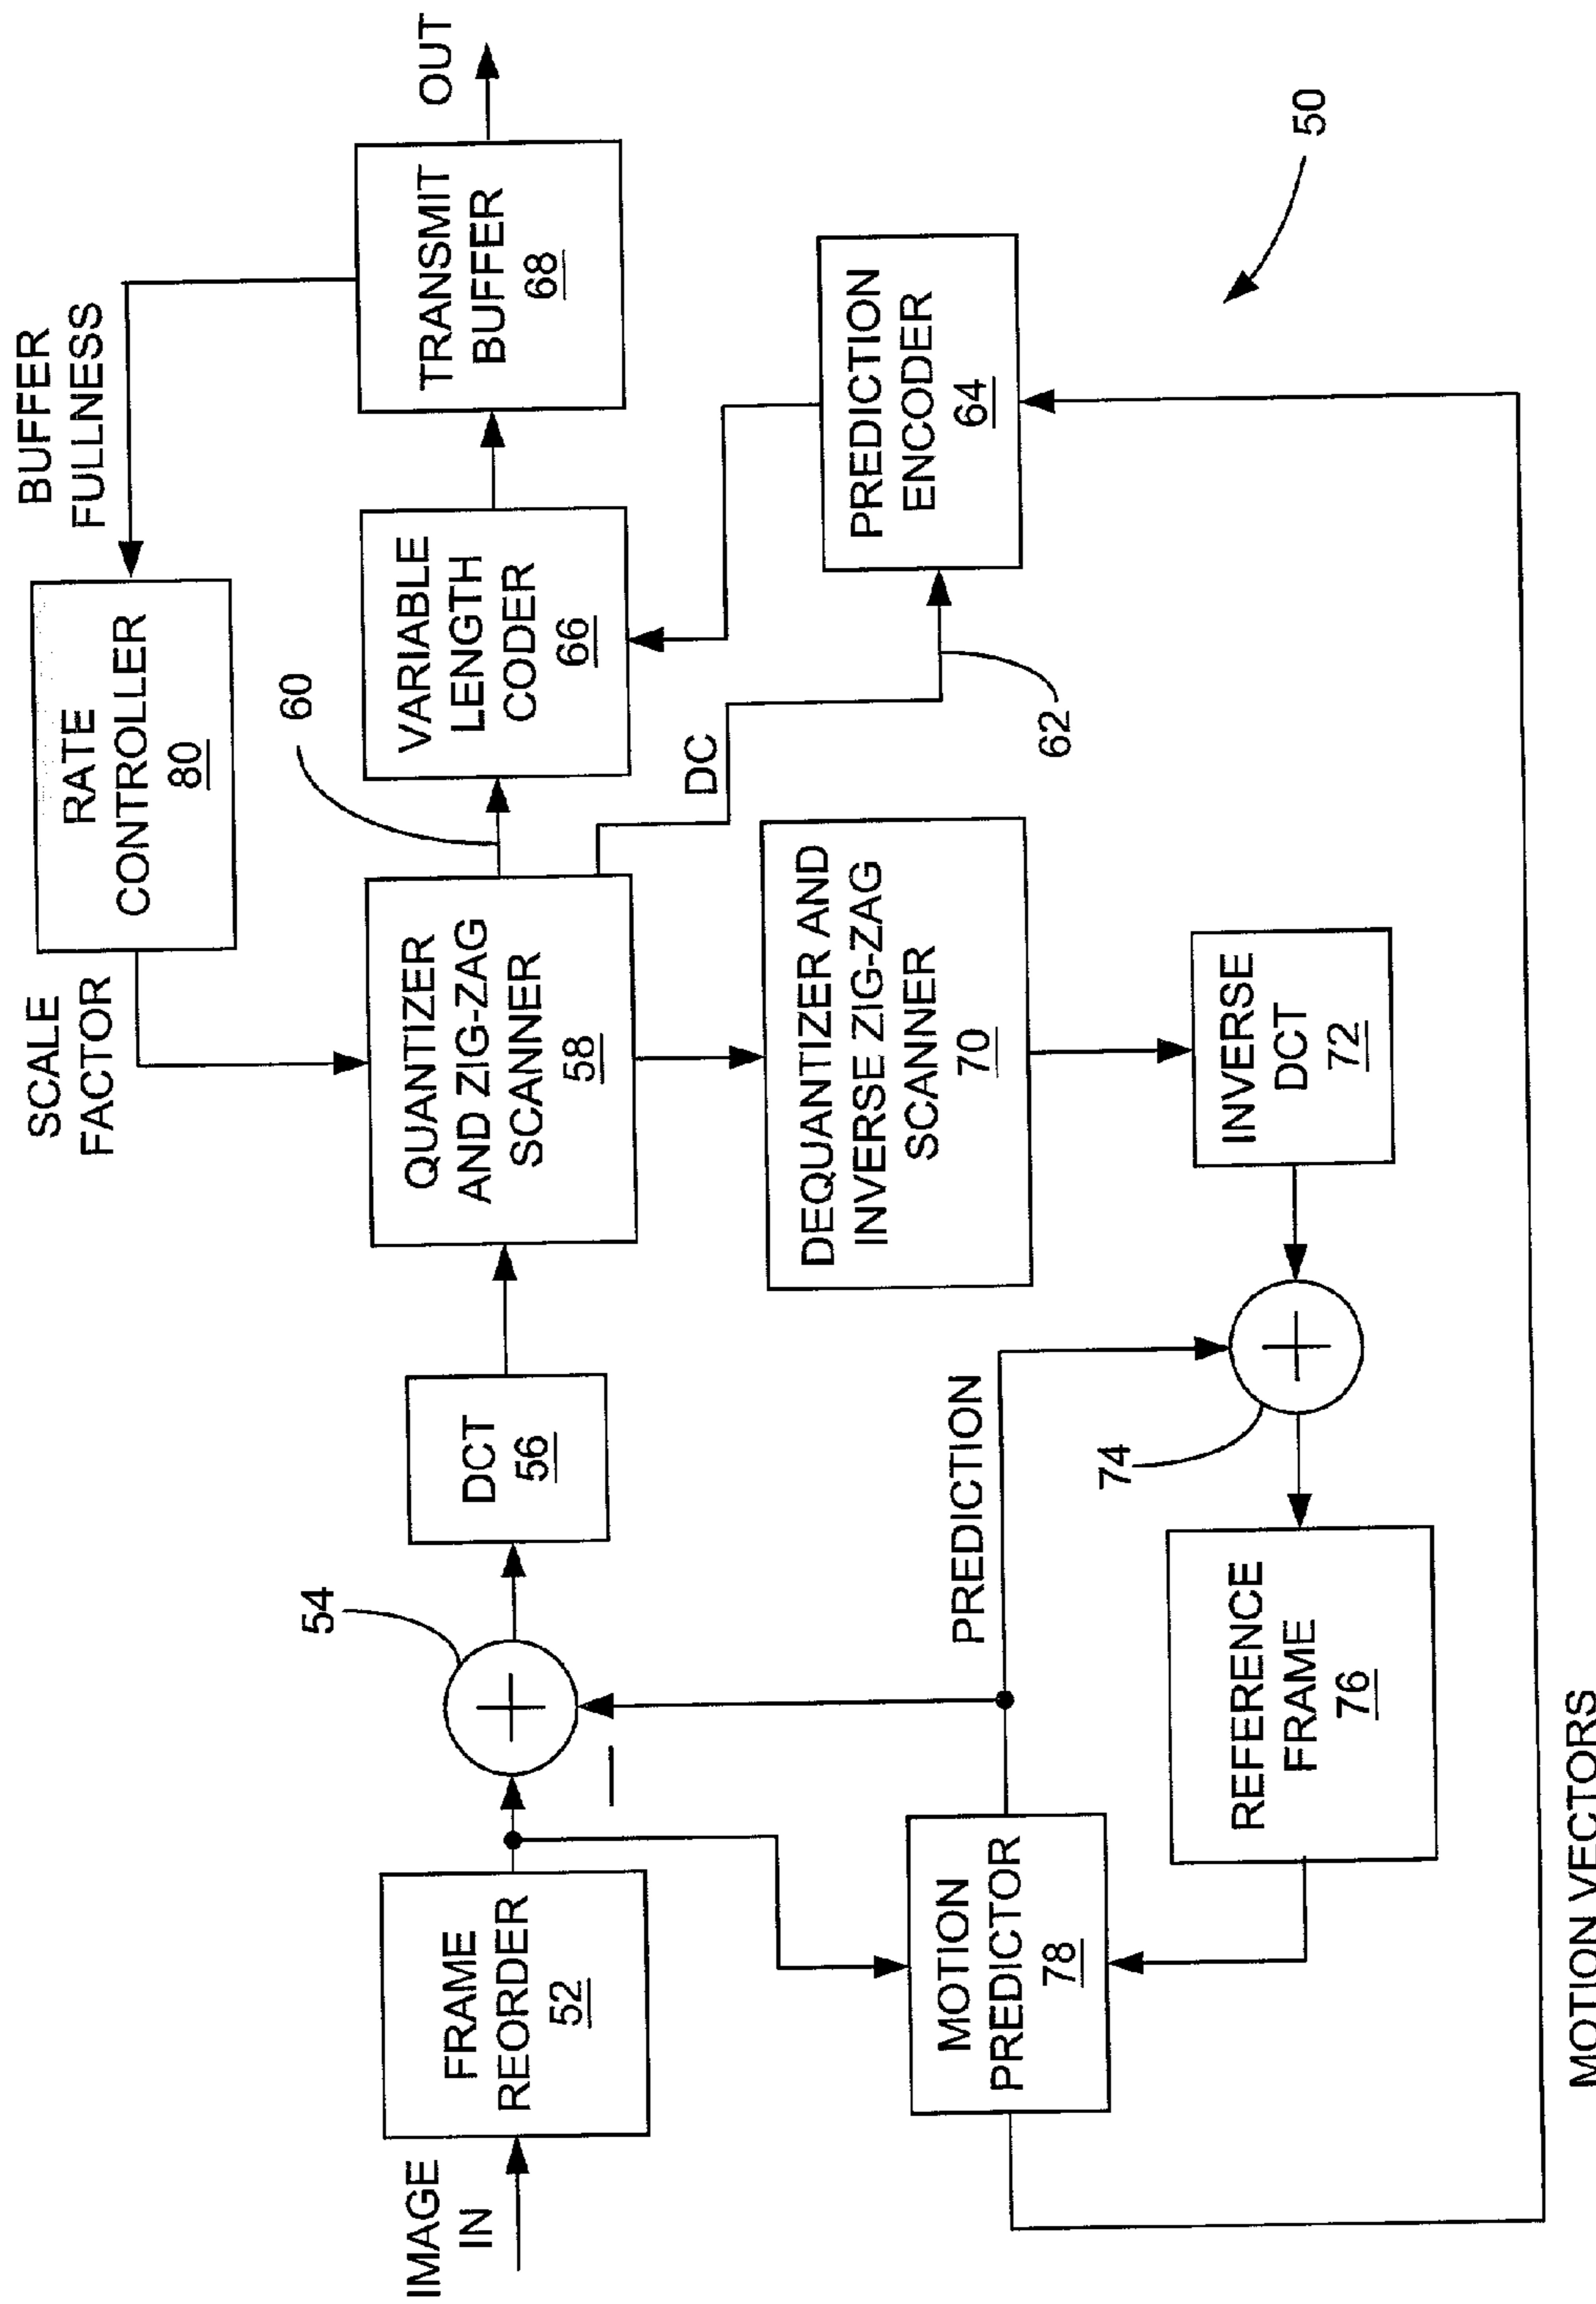 BUFFER
FULLNESS
SCALE
FACTOR
RATE
CONTROLLER
80
IMAGE
IN
FRAME
REORDER
52
54
DCT
56
QUANTIZER
AND ZIG-ZAG
SCANNER
58
60
VARIABLE
LENGTH
CODER
66
TRANSMIT
BUFFER
68
OUT
DC
62
PREDICTION
ENCODER
64
DEQUANTIZER AND
INVERSE ZIG-ZAG
SCANNER
70
MOTION
PREDICTOR
78
PREDICTION
74
INVERSE
DCT
72
REFERENCE
FRAME
76
50
MOTION VECTORS